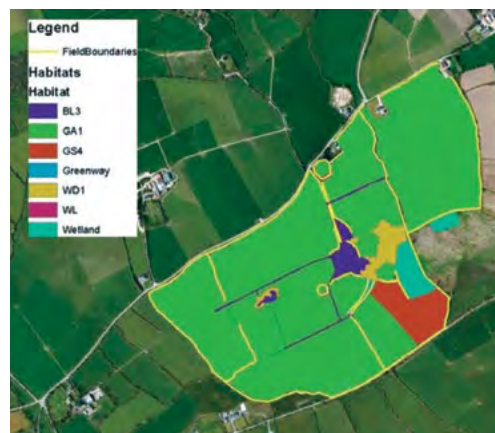 Legend
FieldBoundaries
Habitats
Habitat
BL3
GA1
GS4
Greenway
WD1
WL
Wetland